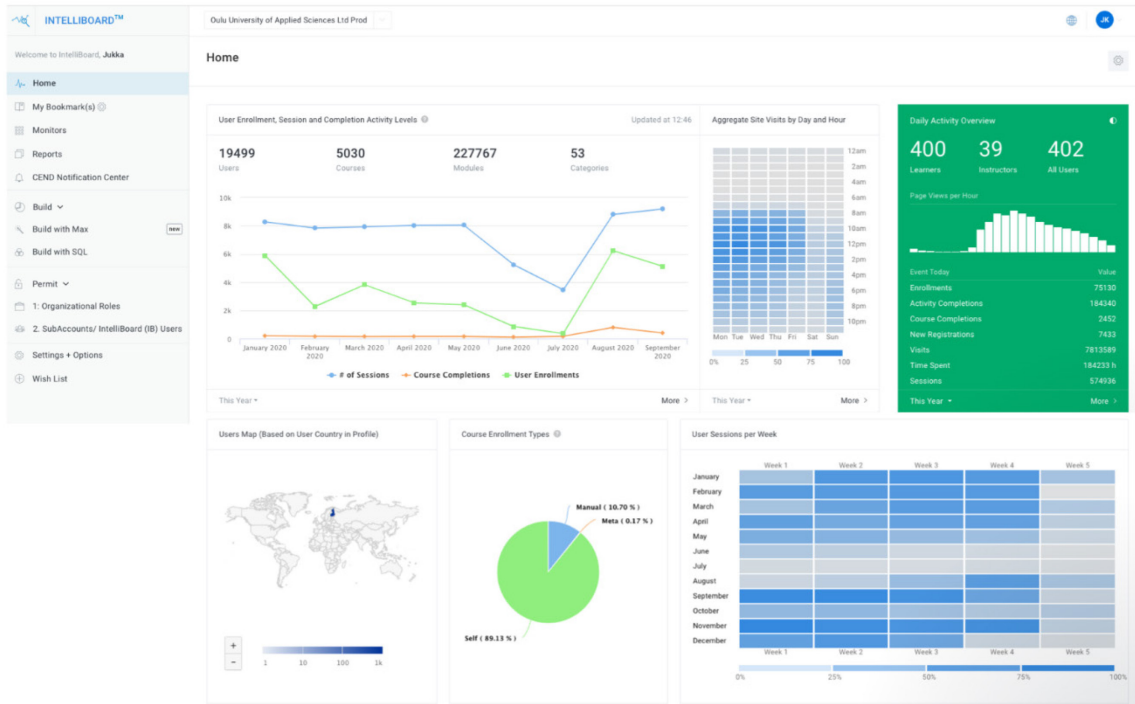 INTELLIBOARD™
Oulu University of Applied Sciences Ltd Prod
JK
Welcome to IntelliBoard, Jukka
Home
My Bookmark(s)
Monitors
Reports
CEND Notification Center
Build
Build with Max
new
Build with SQL
Permit
1: Organizational Roles
2. SubAccounts/ IntelliBoard (IB) Users
Settings + Options
Wish List
Home
User Enrollment, Session and Completion Activity Levels
Updated at 12:46
19499 5030 227767 53
Users Courses Modules Categories
10k
8k
6k
4k
2k
0
January 2020 February 2020 March 2020 April 2020 May 2020 June 2020 July 2020 August 2020 September 2020
# of Sessions Course Completions User Enrollments
This Year More >
Aggregate Site Visits by Day and Hour
12am
2am
4am
6am
8am
10am
12pm
2pm
4pm
6pm
8pm
10pm
Mon Tue Wed Thu Fri Sat Sun
0% 25 50 75 100
This Year More >
Daily Activity Overview
400 39 402
Learners Instructors All Users
Page Views per Hour
Event Today Value
Enrollments 75130
Activity Completions 184340
Course Completions 2452
New Registrations 7433
Visits 7813589
Time Spent 184233 h
Sessions 574936
This Year More >
Users Map (Based on User Country in Profile)
+
-
1 10 100 1k
Course Enrollment Types
Manual ( 10.70 % )
Meta ( 0.17 % )
Self ( 89.13 % )
User Sessions per Week
Week 1 Week 2 Week 3 Week 4 Week 5
January
February
March
April
May
June
July
August
September
October
November
December
Week 1 Week 2 Week 3 Week 4 Week 5
0% 25% 50% 75% 100%